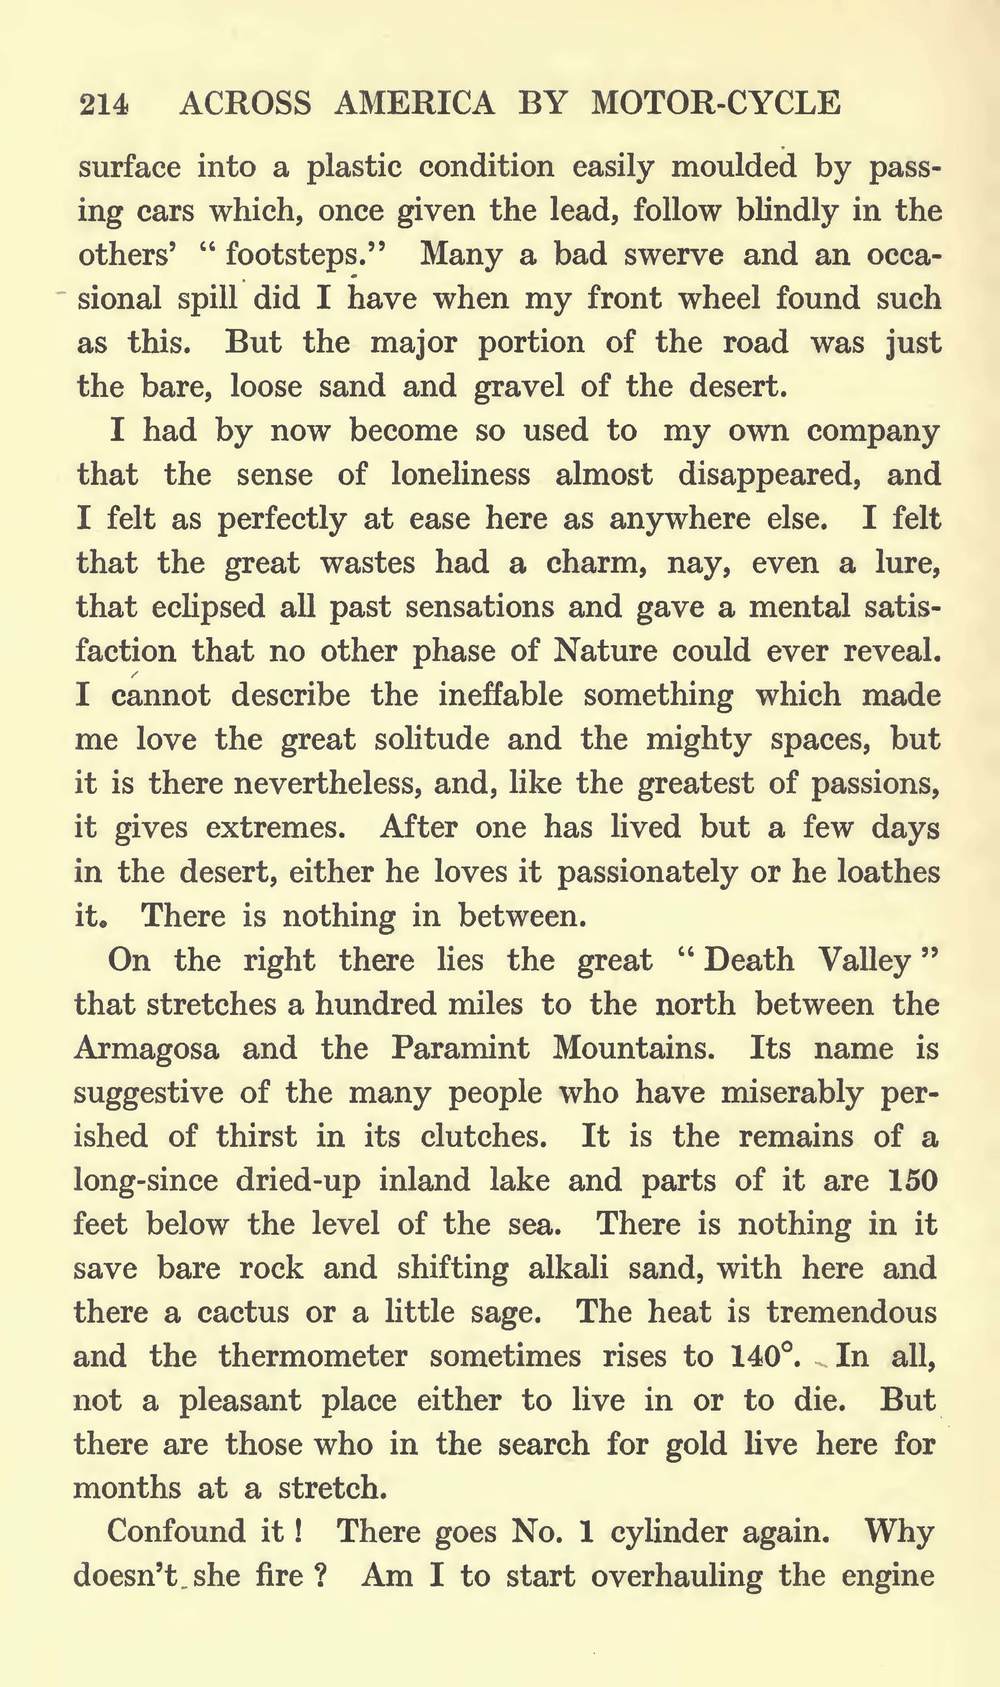 214 ACROSS AMERICA BY MOTOR-CYCLE
surface into a plastic condition easily moulded by pass-
ing cars which, once given the lead, follow blindly in the
others' “ footsteps.” Many a bad swerve and an occa-
sional spill did I have when my front wheel found such
as this. But the major portion of the road was just
the bare, loose sand and gravel of the desert.
I had by now become so used to my own company
that the sense of loneliness almost disappeared, and
I felt as perfectly at ease here as anywhere else. I felt
that the great wastes had a charm, nay, even a lure,
that eclipsed all past sensations and gave a mental satis-
faction that no other phase of Nature could ever reveal.
I cannot describe the ineffable something which made
me love the great solitude and the mighty spaces, but
it is there nevertheless, and, like the greatest of passions,
it gives extremes. After one has lived but a few days
in the desert, either he loves it passionately or he loathes
it. There is nothing in between.
On the right there lies the great “ Death Valley ”
that stretches a hundred miles to the north between the
Armagosa and the Paramint Mountains. Its name is
suggestive of the many people who have miserably per-
ished of thirst in its clutches. It is the remains of a
long-since dried-up inland lake and parts of it are 150
feet below the level of the sea. There is nothing in it
save bare rock and shifting alkali sand, with here and
there a cactus or a little sage. The heat is tremendous
and the thermometer sometimes rises to 140°. In all,
not a pleasant place either to live in or to die. But
there are those who in the search for gold live here for
months at a stretch.
Confound it ! There goes No. 1 cylinder again. Why
doesn't she fire ? Am I to start overhauling the engine